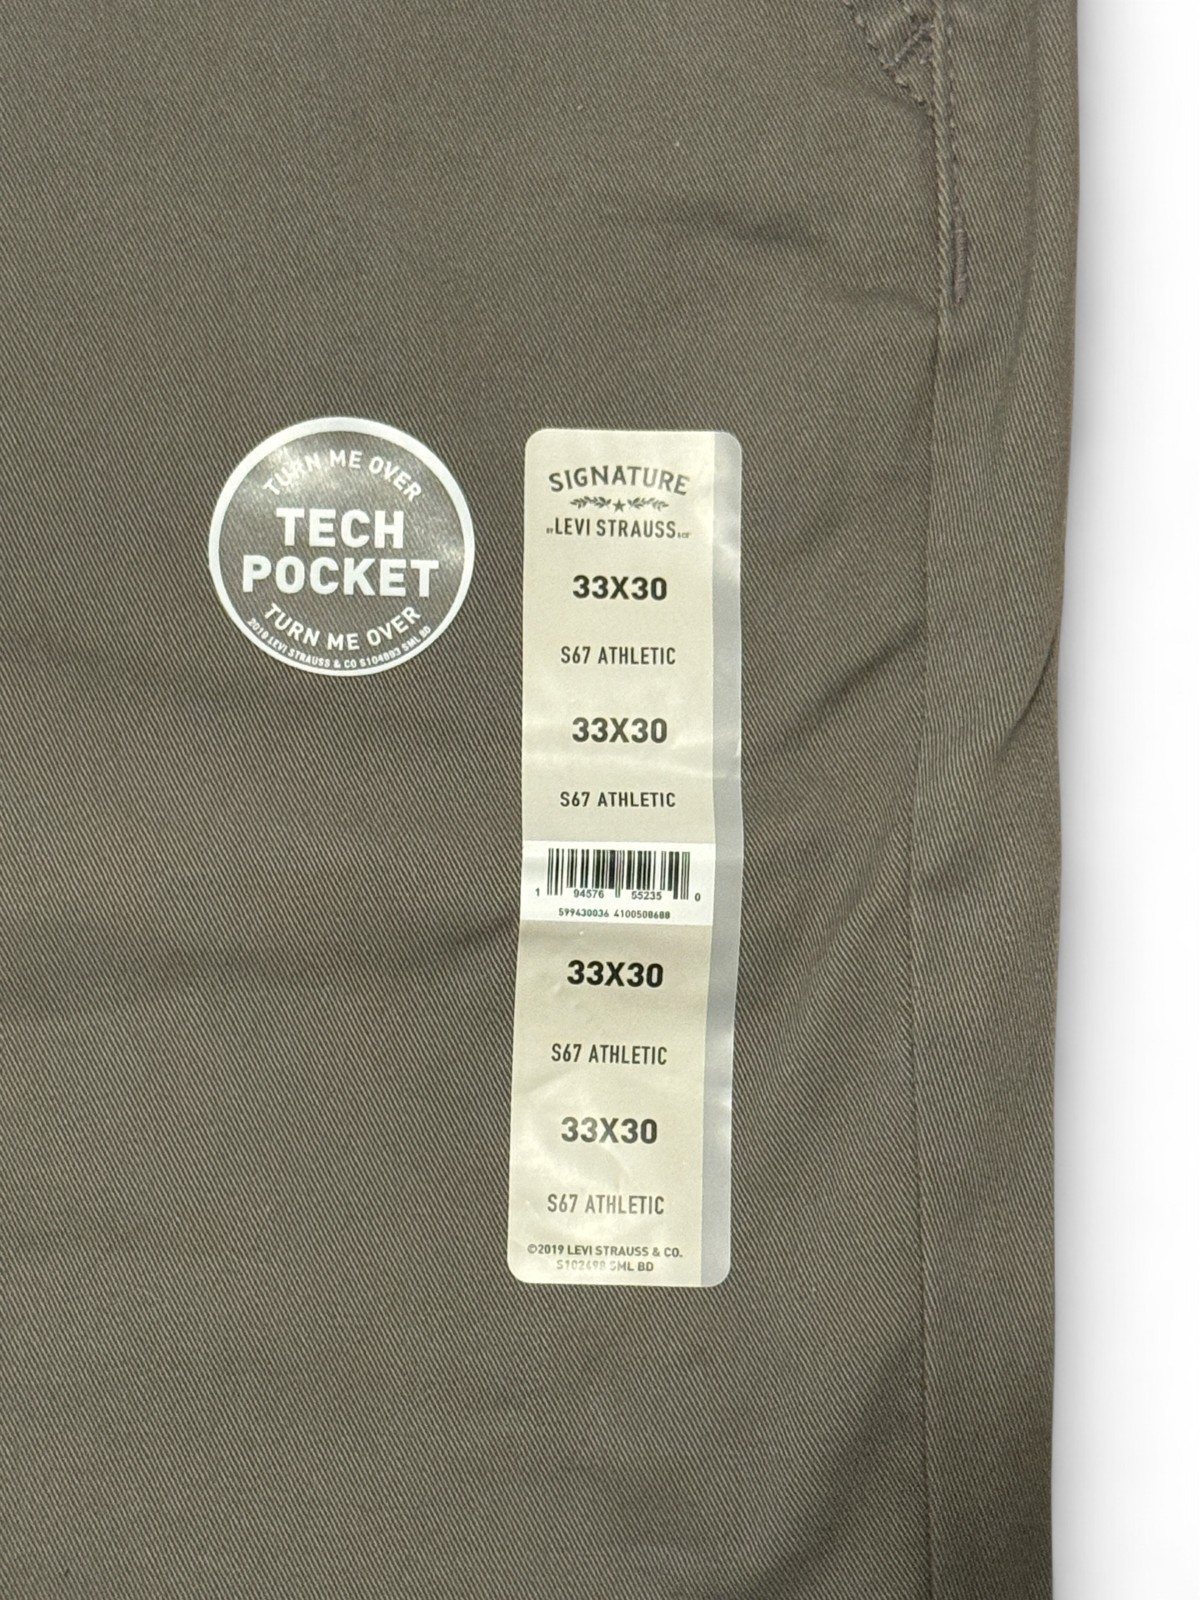 TURN ME OVER
TECH
POCKET
TURN ME OVER
2019 LEVI STRAUSS & CO S104893 SML BD
SIGNATURE
BY LEVI STRAUSS & CO.
33X30
S67 ATHLETIC
33X30
S67 ATHLETIC
1 94576 55235 0
599430036 4100508688
33X30
S67 ATHLETIC
33X30
S67 ATHLETIC
©2019 LEVI STRAUSS & CO.
S102698 SML BD